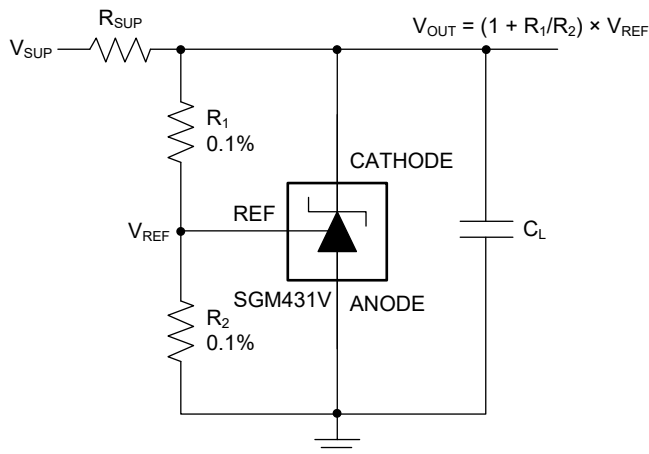 R_SUP
V_SUP
V_OUT = (1 + R_1/R_2) × V_REF
R_1
0.1%
CATHODE
REF
V_REF
C_L
SGM431V
ANODE
R_2
0.1%